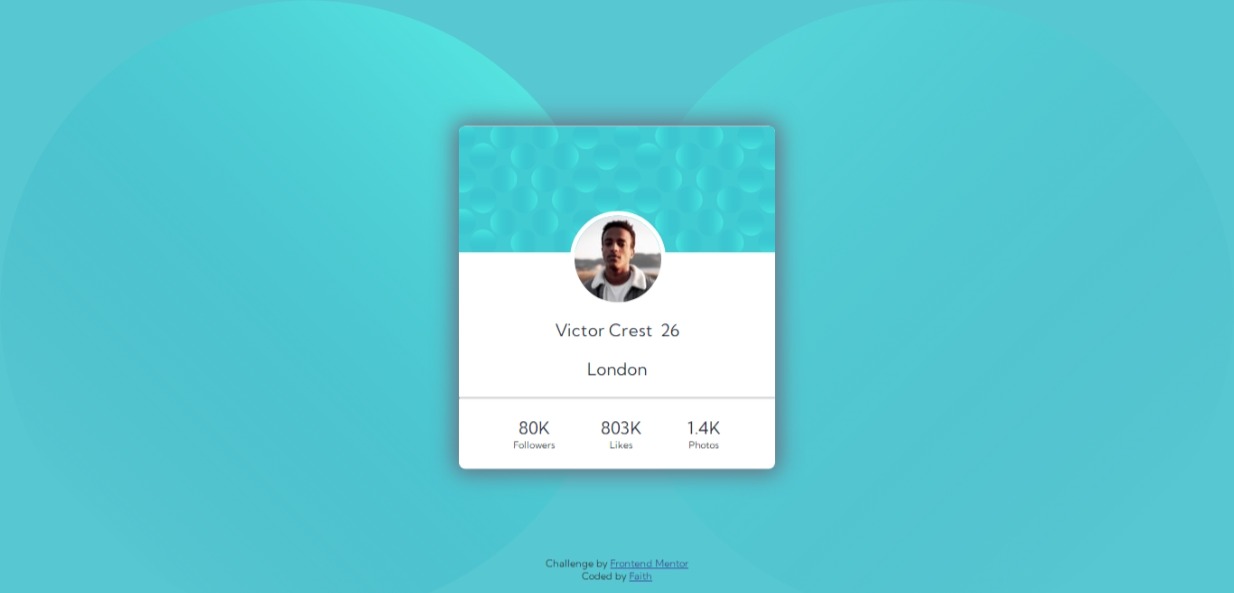 Victor Crest 26
London
80K 803K 1.4K
Followers Likes Photos
Challenge by Frontend Mentor
Coded by Faith